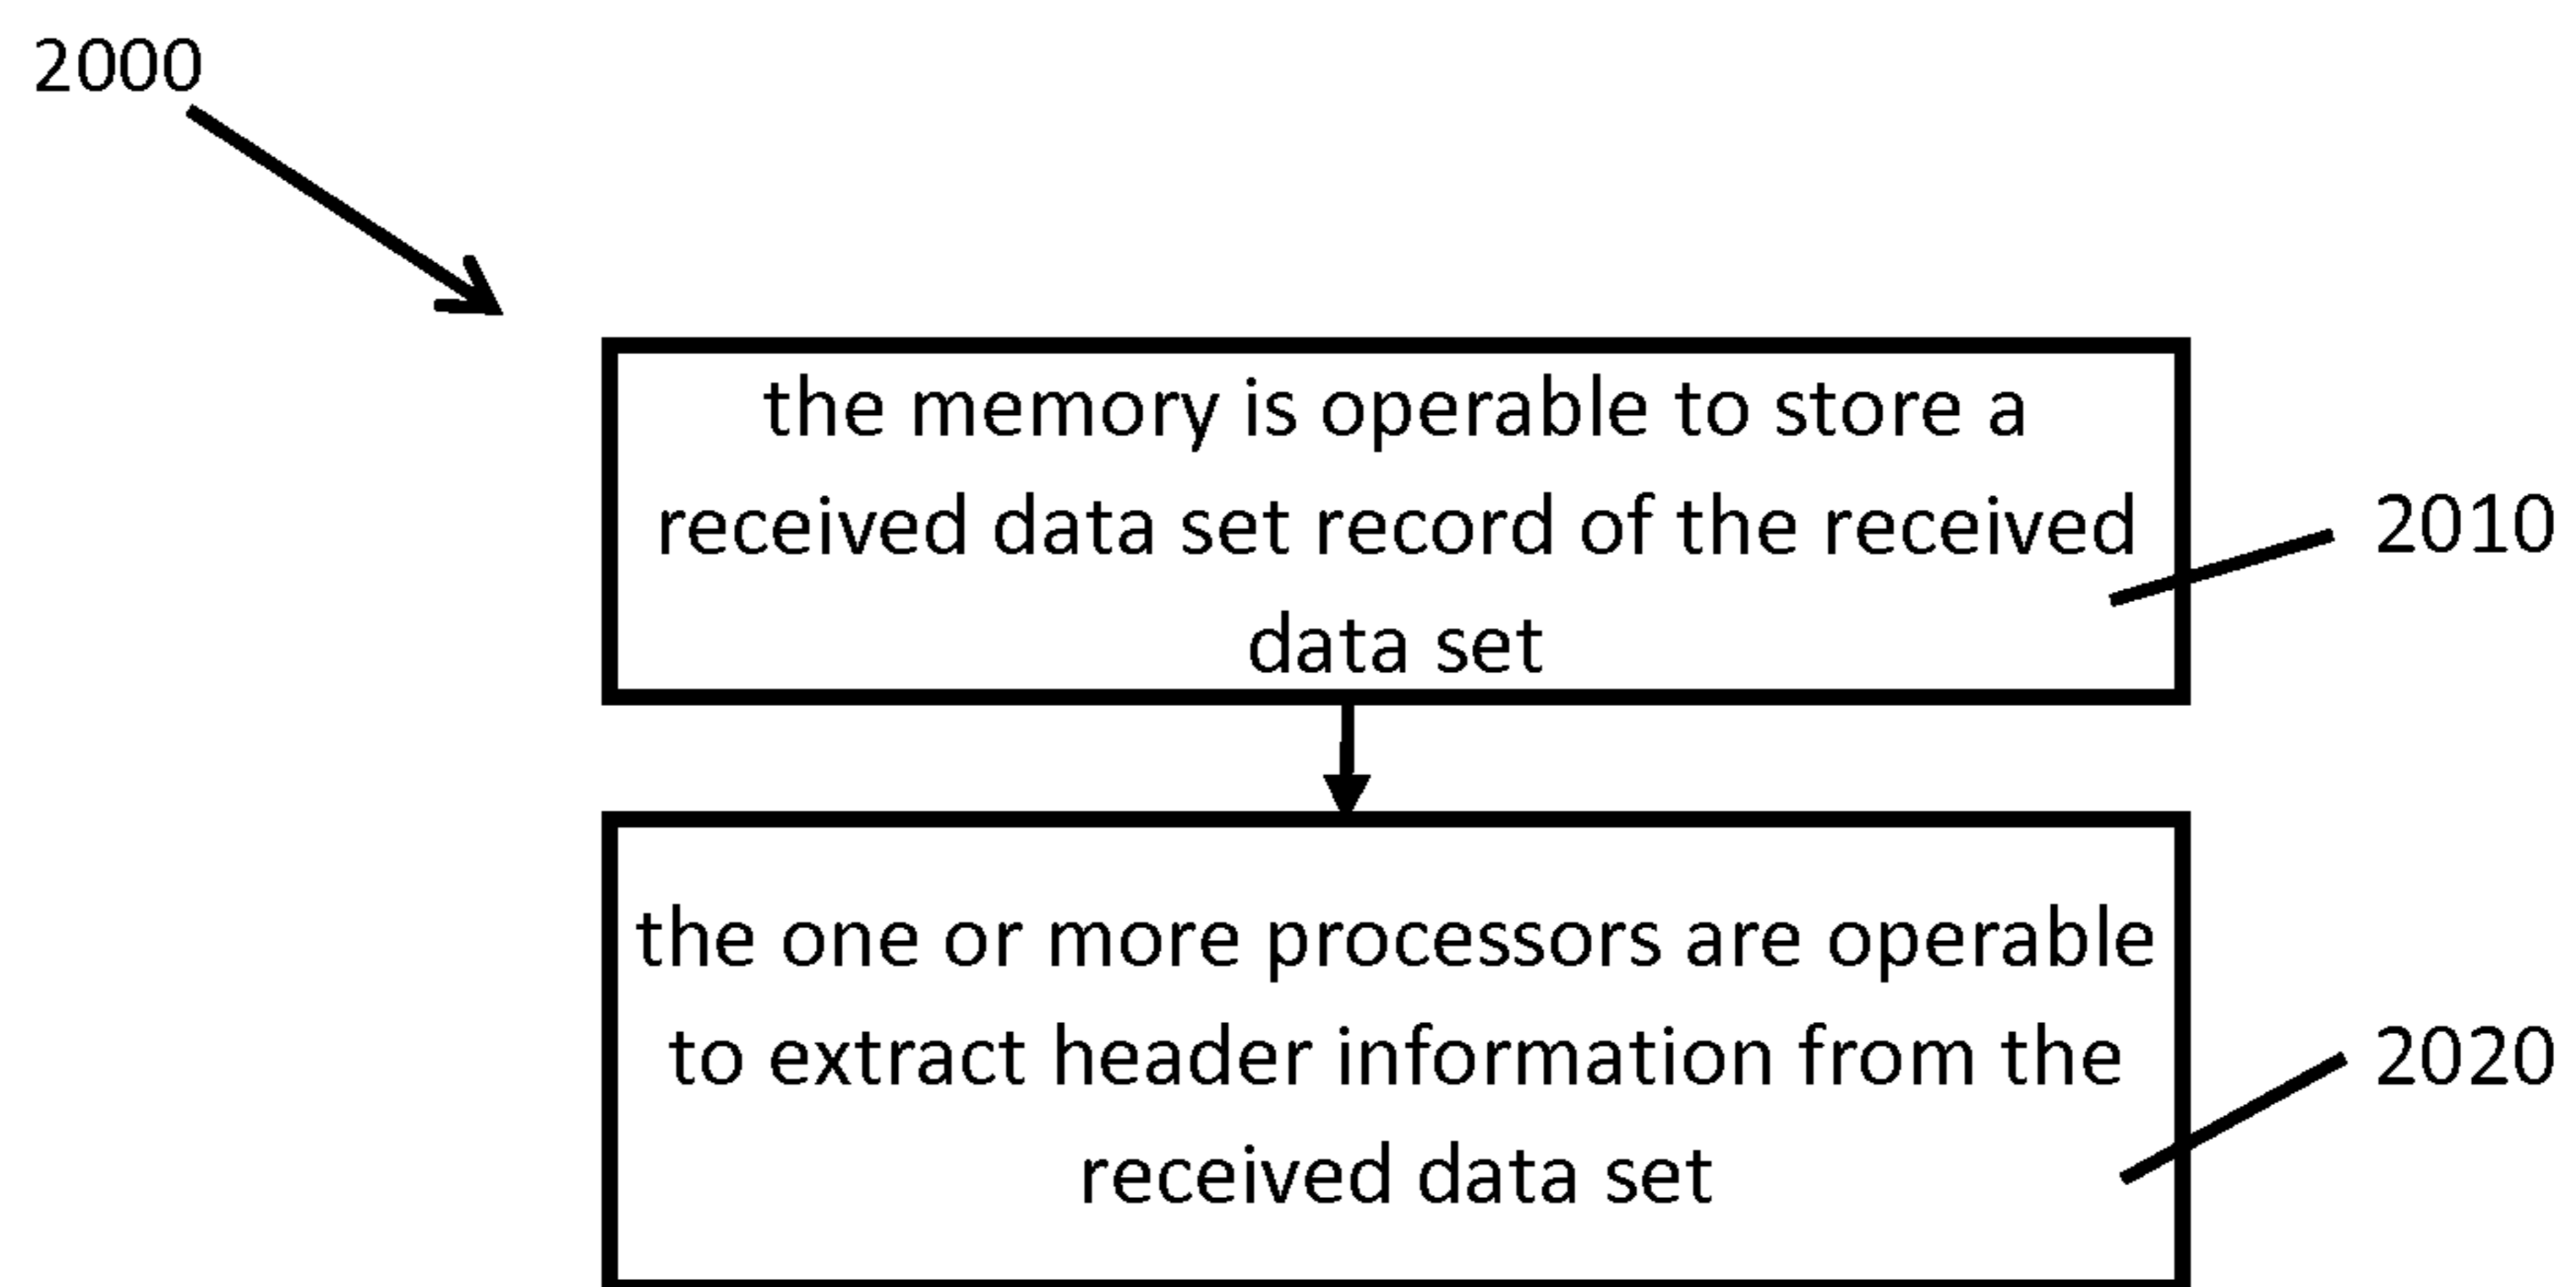 2000
the memory is operable to store a
received data set record of the received
data set
2010
the one or more processors are operable
to extract header information from the
received data set
2020